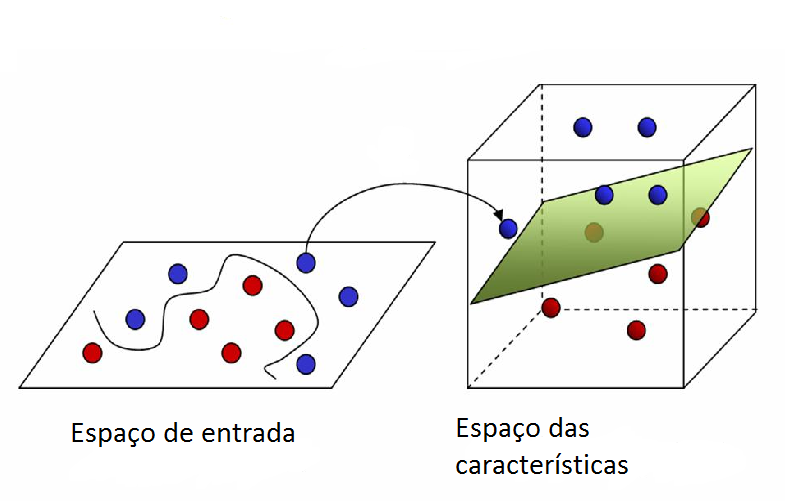 Espaço de entrada
Espaço das
características